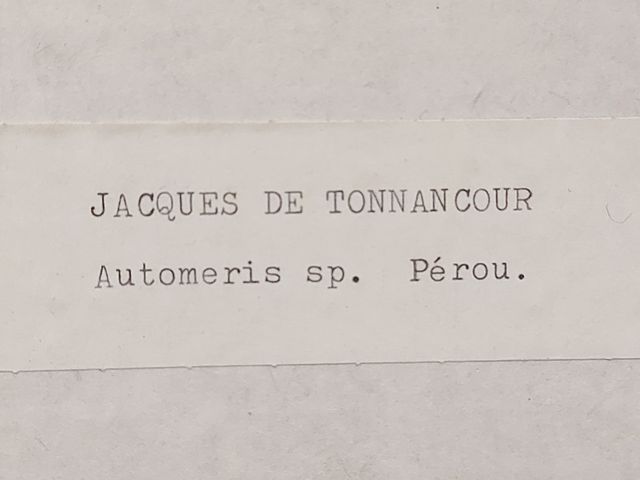 JACQUES DE TONNANCOUR
Automeris sp. Pérou.